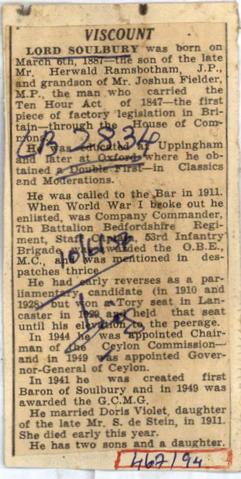 VISCOUNT
LORD SOULBURY was born on
March 6th, 1887—the son of the late
Mr. Herwald Ramsbotham, J.P.,
and grandson of Mr. Joshua Fielder,
M.P. the man who carried the
Ten Hour Act of 1847—the first
piece of factory legislation in Bri-
tain—through the House of Com-
mons.
CB 2834
He was educated at Uppingham
and later at Oxford where he ob-
tained a Double First—in Classics
and Moderations.
He was called to the Bar in 1911.
When World War I broke out he
enlisted, was Company Commander,
7th Battalion Bedfordshire Regi-
ment, Staff 53rd Infantry
Brigade, awarded the O.B.E.,
M.C., and was mentioned in des-
patches thrice.
He had early reverses as a par-
liamentary candidate (in 1910 and
1928) but won a Tory seat in Lan-
caster in 1929 and held that seat
until his elevation to the peerage.
In 1944 he was appointed Chair-
man of the Ceylon Commission—
and in 1949 was appointed Gover-
nor-General of Ceylon.
In 1941 he was created first
Baron of Soulbury and in 1949 was
awarded the G.C.M.G.
He married Doris Violet, daughter
of the late Mr. S. de Stein, in 1911.
She died early this year.
He has two sons and a daughter.
467/94